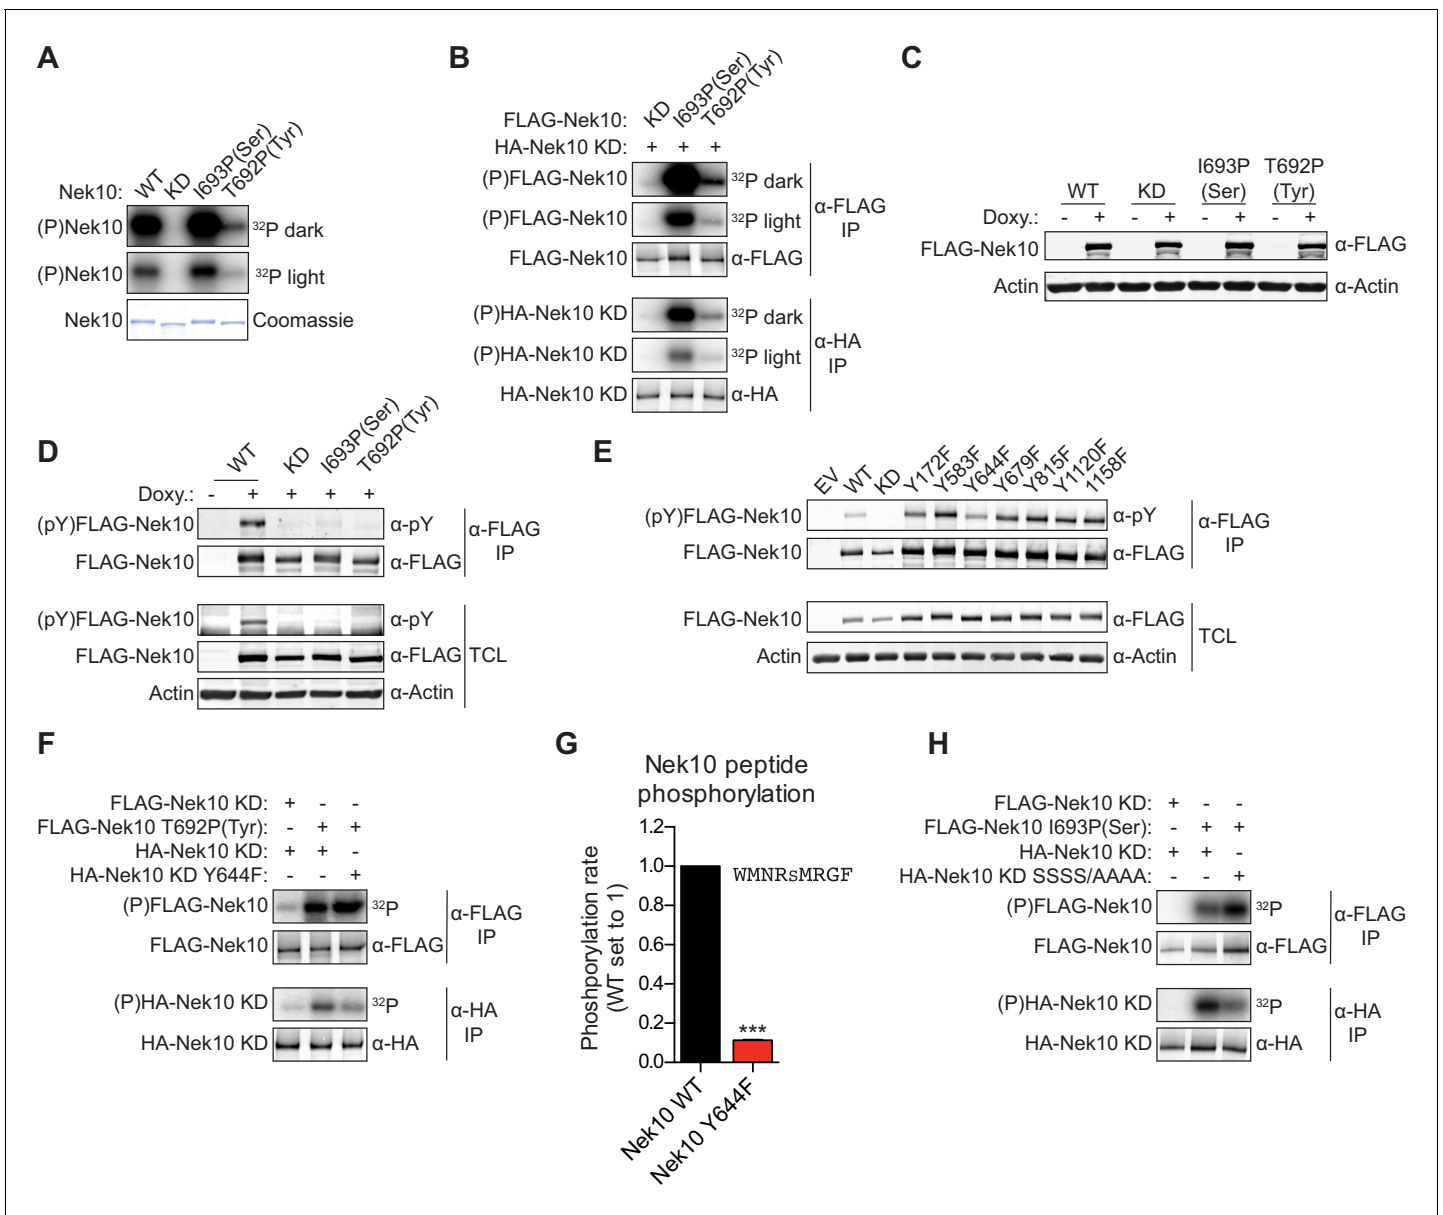 A
Nek10: WT KD I693P(Ser) T692P(Tyr)
(P)Nek10 ³²P dark
(P)Nek10 ³²P light
Nek10 Coomassie
B
FLAG-Nek10: KD I693P(Ser) T692P(Tyr)
HA-Nek10 KD: + + +
(P)FLAG-Nek10 ³²P dark
(P)FLAG-Nek10 ³²P light
FLAG-Nek10 α-FLAG
α-FLAG
IP
(P)HA-Nek10 KD ³²P dark
(P)HA-Nek10 KD ³²P light
HA-Nek10 KD α-HA
α-HA
IP
C
I693P T692P
WT KD (Ser) (Tyr)
Doxy.: - + - + - + - +
FLAG-Nek10 α-FLAG
Actin α-Actin
D
WT KD I693P(Ser) T692P(Tyr)
Doxy.: - + + + +
(pY)FLAG-Nek10 α-pY
FLAG-Nek10 α-FLAG
α-FLAG
IP
(pY)FLAG-Nek10 α-pY
FLAG-Nek10 α-FLAG
Actin α-Actin
TCL
E
EV WT KD Y172F Y583F Y644F Y679F Y815F Y1120F 1158F
(pY)FLAG-Nek10 α-pY
FLAG-Nek10 α-FLAG
α-FLAG
IP
FLAG-Nek10 α-FLAG
Actin α-Actin
TCL
F
FLAG-Nek10 KD: + - -
FLAG-Nek10 T692P(Tyr): - + +
HA-Nek10 KD: + + -
HA-Nek10 KD Y644F: - - +
(P)FLAG-Nek10 ³²P
FLAG-Nek10 α-FLAG
α-FLAG
IP
(P)HA-Nek10 KD ³²P
HA-Nek10 KD α-HA
α-HA
IP
G
Nek10 peptide
phosphorylation
Phoshporylation rate
(WT set to 1)
1.2
1.0
0.8
0.6
0.4
0.2
0.0
WMNRsMRGF
***
Nek10 WT
Nek10 Y644F
H
FLAG-Nek10 KD: + - -
FLAG-Nek10 I693P(Ser): - + +
HA-Nek10 KD: + + -
HA-Nek10 KD SSSS/AAAA: - - +
(P)FLAG-Nek10 ³²P
FLAG-Nek10 α-FLAG
α-FLAG
IP
(P)HA-Nek10 KD ³²P
HA-Nek10 KD α-HA
α-HA
IP